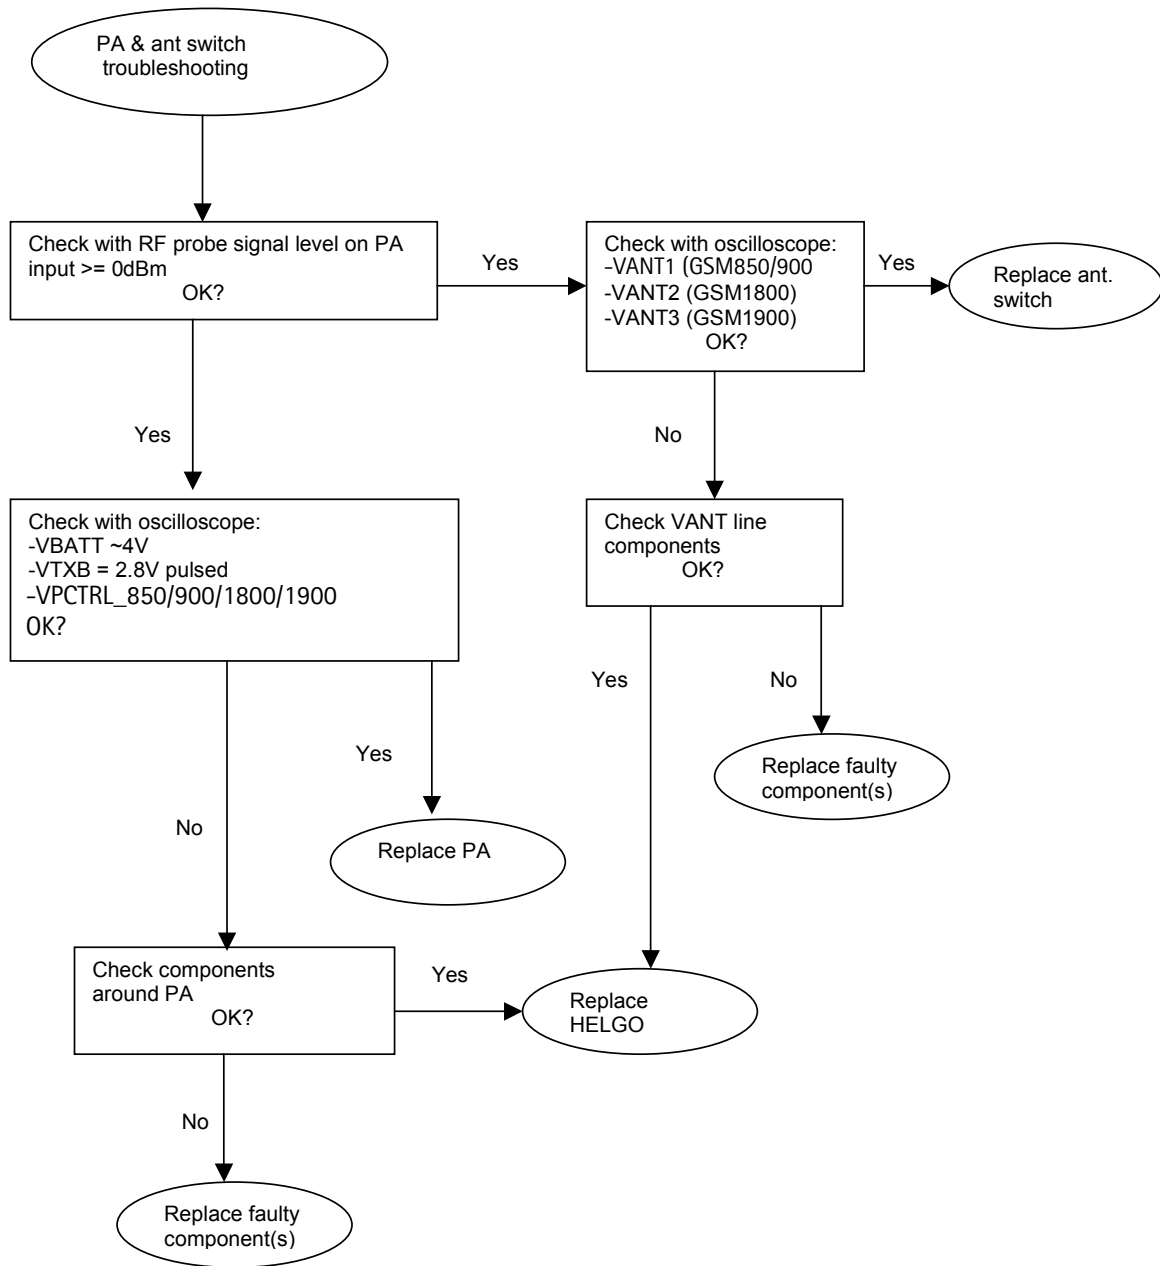 PA & ant switch
troubleshooting
Check with RF probe signal level on PA
input >= 0dBm
OK?
Yes
Check with oscilloscope:
-VANT1 (GSM850/900
-VANT2 (GSM1800)
-VANT3 (GSM1900)
OK?
Yes
Replace ant.
switch
Yes
No
Check with oscilloscope:
-VBATT ~4V
-VTXB = 2.8V pulsed
-VPCTRL_850/900/1800/1900
OK?
Check VANT line
components
OK?
Yes
No
Yes
Replace faulty
component(s)
No
Replace PA
Check components
around PA
OK?
Yes
Replace
HELGO
No
Replace faulty
component(s)